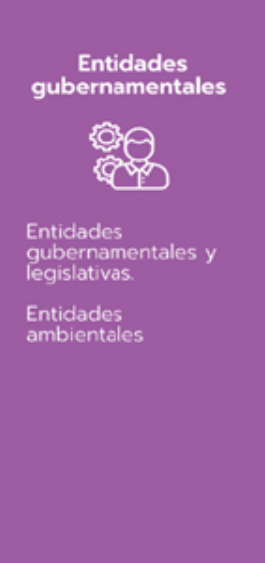 Entidades
gubernamentales
Entidades
gubernamentales y
legislativas.
Entidades
ambientales